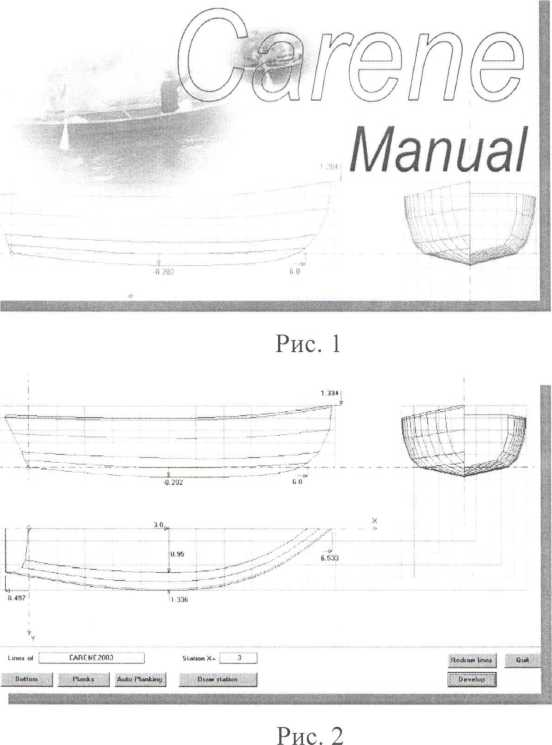 Carene
Manual
1.334
-0.202
6.0
Рис. 1
1.334
-0.202
6.0
3.0
X
0.95
6.533
0.497
1.336
Y
Lines of CARENE2003 Station X= 3 Redraw lines Quit
Bottom Planks Auto Planking Draw station Develop
Рис. 2